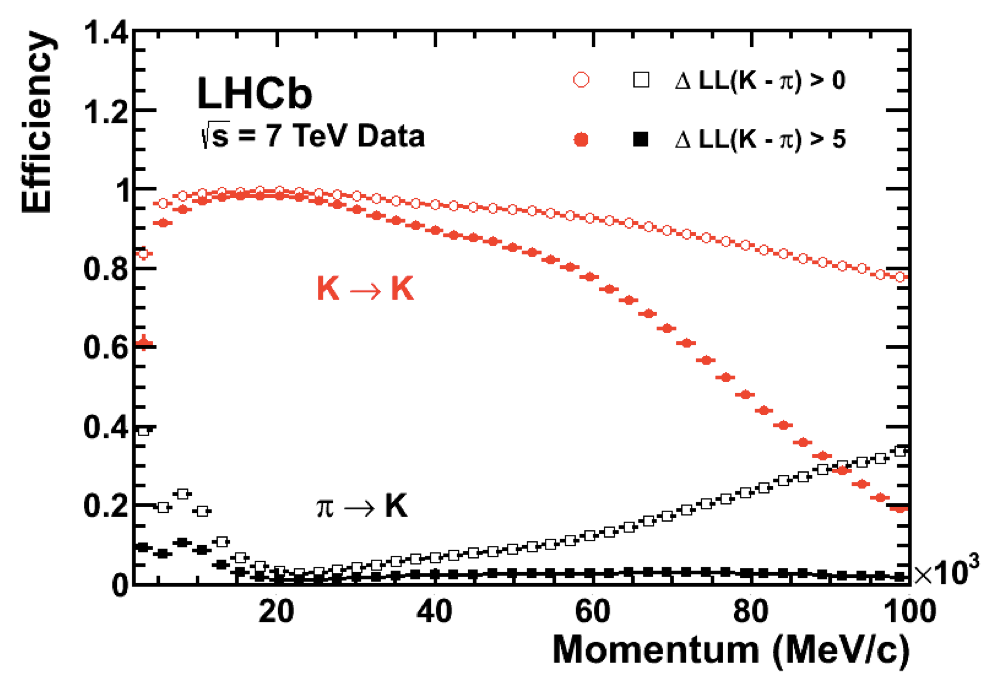 Efficiency
1.4
1.2
1
0.8
0.6
0.4
0.2
0
LHCb
√s = 7 TeV Data
Δ LL(K - π) > 0
Δ LL(K - π) > 5
K → K
π → K
20 40 60 80 100
×10³
Momentum (MeV/c)